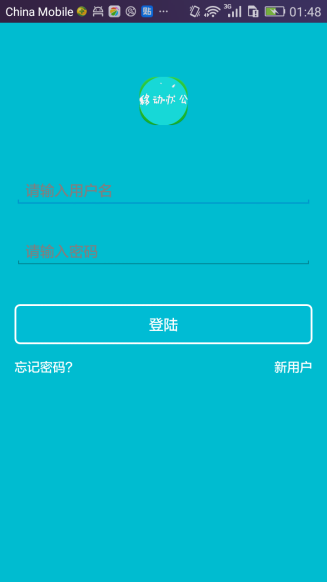 China Mobile
3G
01:48
移动办公
请输入用户名
请输入密码
登陆
忘记密码?
新用户